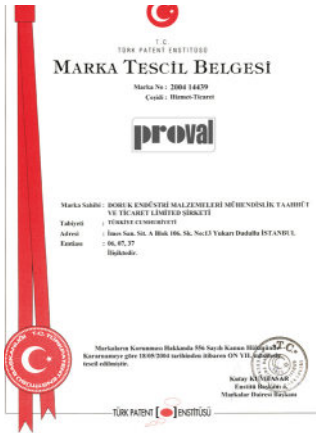 T.C.
TÜRK PATENT ENSTİTÜSÜ
MARKA TESCİL BELGESİ
Marka No : 2004 14439
Çeşidi : Hizmet-Ticaret
proval
Marka Sahibi : DORUK ENDÜSTRİ MALZEMELERİ MÜHENDİSLİK TAAHHÜT
VE TİCARET LİMİTED ŞİRKETİ
Tabiyeti : TÜRKİYE CUMHURİYETİ
Adresi : İmes San. Sit. A Blok 106. Sk. No:13 Yukarı Dudullu İSTANBUL
Emtiası : 06, 07, 37
İlişiktedir.
Markaların Korunması Hakkında 556 Sayılı Kanun Hükmünde
Kararnameye göre 18/05/2004 tarihinden itibaren ON YIL
tescil edilmiştir.
T.C.
Kutay
Enstitü Başkanı a.
Markalar Dairesi Başkanı
TÜRK PATENT ENSTİTÜSÜ